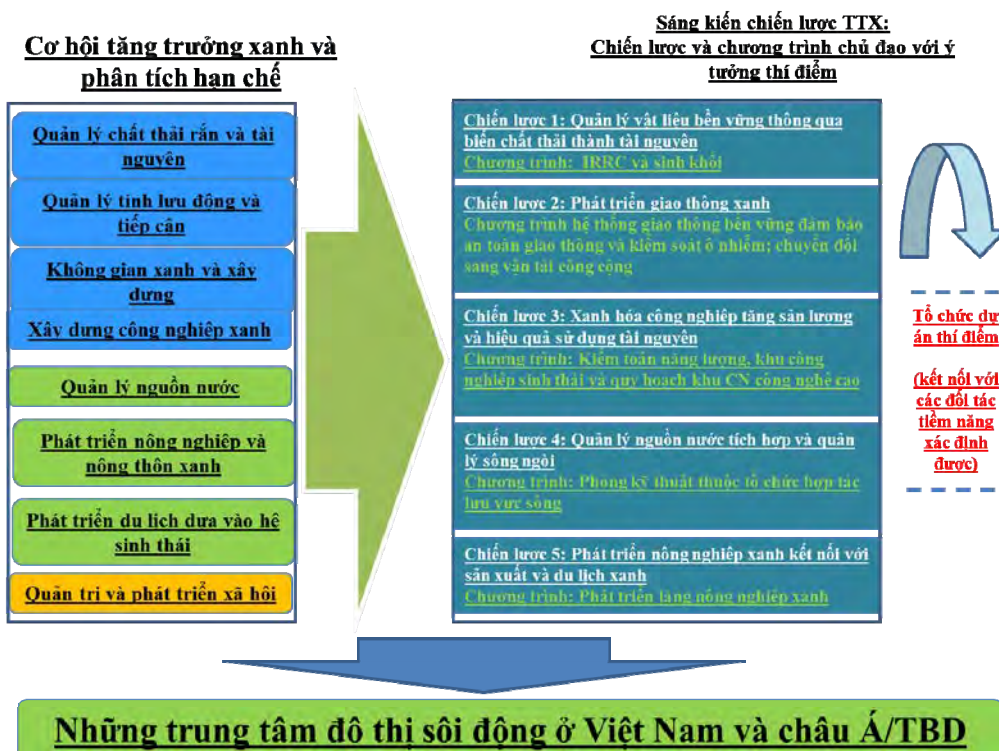 Cơ hội tăng trưởng xanh và
phân tích hạn chế
Quản lý chất thải rắn và tài
nguyên
Quản lý tính lưu động và
tiếp cân
Không gian xanh và xây
dưng
Xây dưng công nghiệp xanh
Quản lý nguồn nước
Phát triển nông nghiệp và
nông thôn xanh
Phát triển du lich dưa vào hê
sinh thái
Quản tri và phát triển xã hôi
Sáng kiến chiến lược TTX:
Chiến lược và chương trình chủ đạo với ý
tưởng thí điểm
Chiến lược 1: Quản lý vật liệu bền vững thông qua
biến chất thải thành tài nguyên
Chương trình: IRRC và sinh khối
Chiến lược 2: Phát triển giao thông xanh
Chương trình hệ thống giao thông bền vững đảm bảo
an toàn giao thông và kiểm soát ô nhiễm; chuyển đổi
sang vận tải công cộng
Chiến lược 3: Xanh hóa công nghiệp tăng sản lương
và hiệu quả sử dụng tài nguyên
Chương trình: Kiểm toán năng lượng, khu công
nghiệp sinh thái và quy hoạch khu CN công nghệ cao
Chiến lược 4: Quản lý nguồn nước tích hợp và quản
lý sông ngòi
Chương trình: Phòng kỹ thuật thuộc tổ chức hợp tác
lưu vực sông
Chiến lược 5: Phát triển nông nghiệp xanh kết nối với
sản xuất và du lịch xanh
Chương trình: Phát triển làng nông nghiệp xanh
Tổ chức dự
án thí điểm
(kết nối với
các đối tác
tiềm năng
xác định
được)
Những trung tâm đô thị sôi động ở Việt Nam và châu Á/TBD